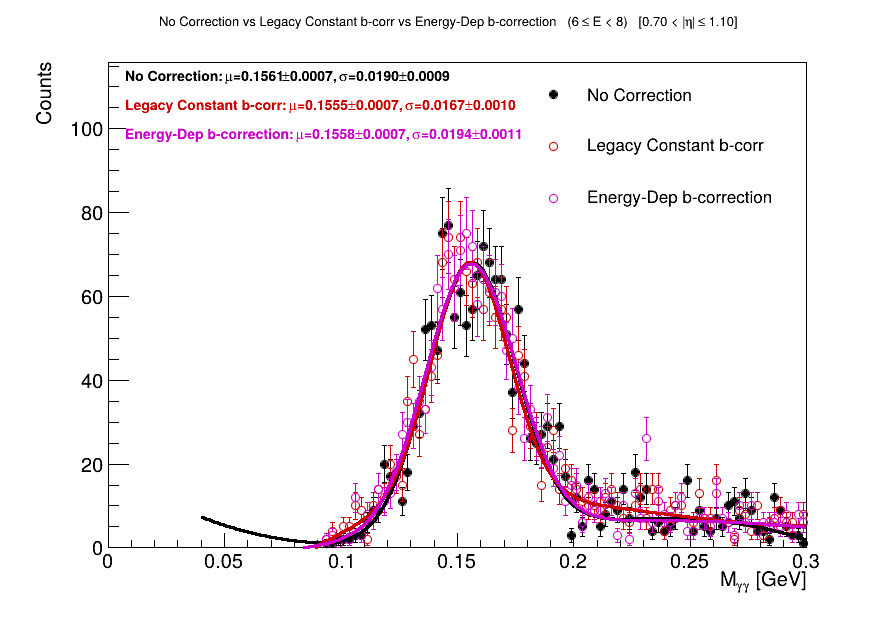 No Correction vs Legacy Constant b-corr vs Energy-Dep b-correction (6 ≤ E < 8) [0.70 < |η| ≤ 1.10]
No Correction: μ=0.1561±0.0007, σ=0.0190±0.0009
Legacy Constant b-corr: μ=0.1555±0.0007, σ=0.0167±0.0010
Energy-Dep b-correction: μ=0.1558±0.0007, σ=0.0194±0.0011
No Correction
Legacy Constant b-corr
Energy-Dep b-correction
Counts
100
80
60
40
20
0
0 0.05 0.1 0.15 0.2 0.25 0.3
Mγγ [GeV]